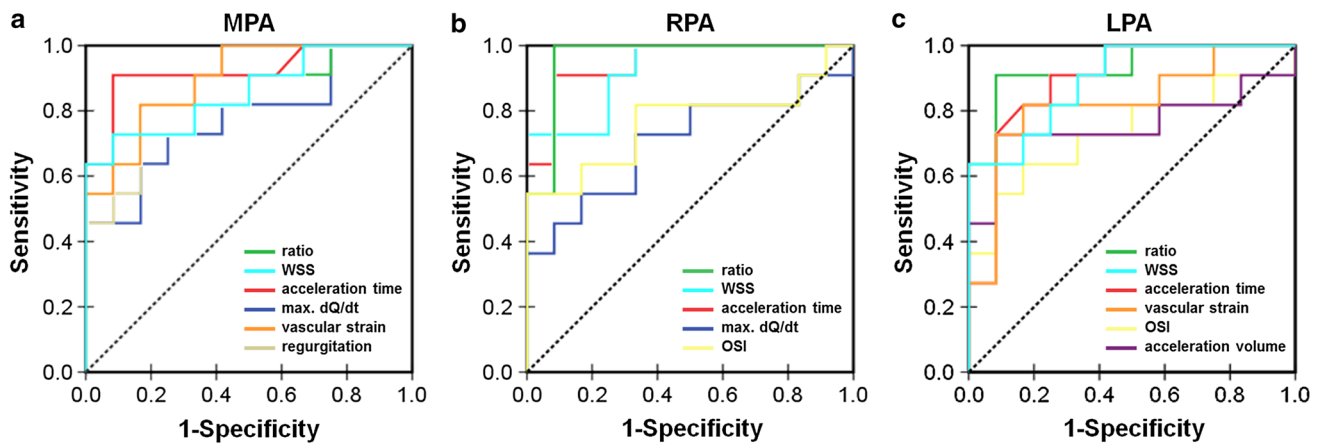 a
MPA
1.0
0.8
0.6
0.4
0.2
0.0
Sensitivity
ratio
WSS
acceleration time
max. dQ/dt
vascular strain
regurgitation
0.0 0.2 0.4 0.6 0.8 1.0
1-Specificity
b
RPA
1.0
0.8
0.6
0.4
0.2
0.0
Sensitivity
ratio
WSS
acceleration time
max. dQ/dt
OSI
0.0 0.2 0.4 0.6 0.8 1.0
1-Specificity
c
LPA
1.0
0.8
0.6
0.4
0.2
0.0
Sensitivity
ratio
WSS
acceleration time
vascular strain
OSI
acceleration volume
0.0 0.2 0.4 0.6 0.8 1.0
1-Specificity